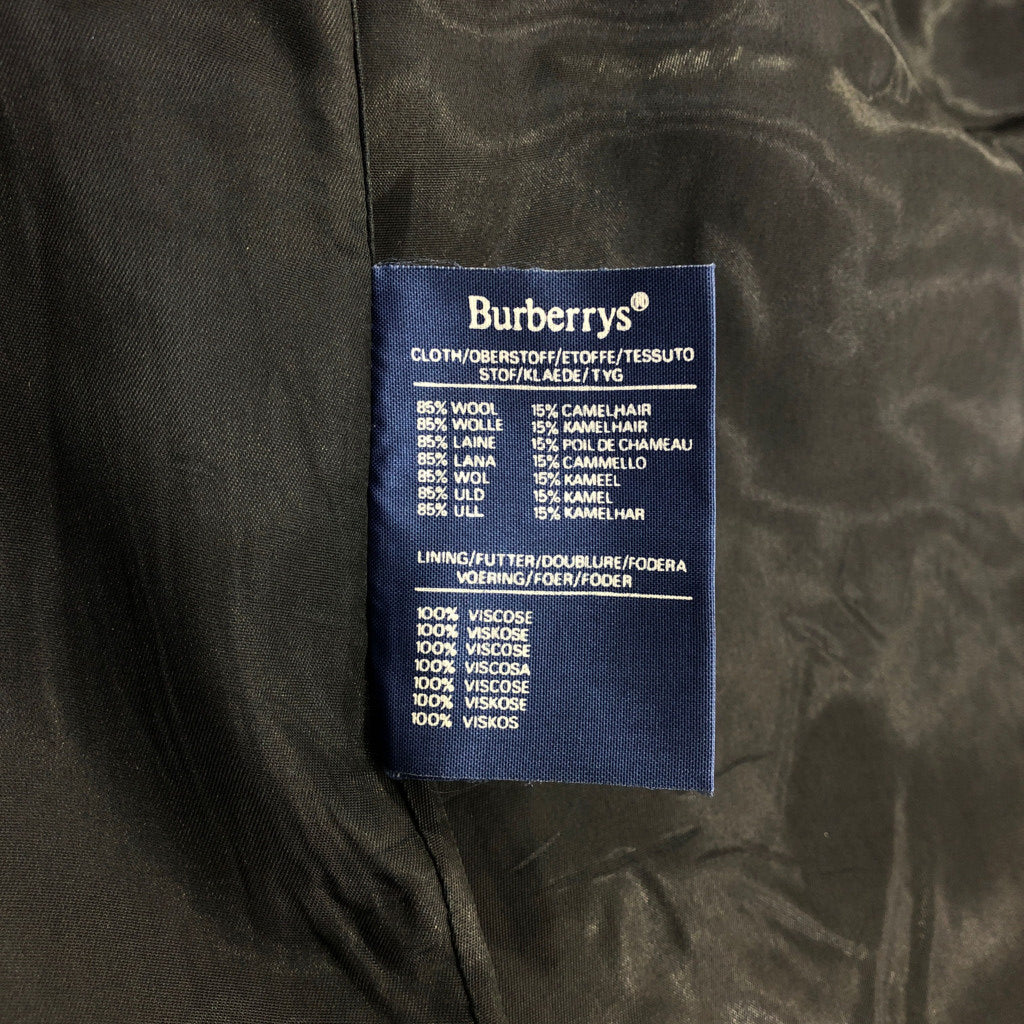 Burberrys®
CLOTH/OBERSTOFF/ETOFFE/TESSUTO
STOF/KLAEDE/TYG
85% WOOL 15% CAMELHAIR
85% WOLLE 15% KAMELHAIR
85% LAINE 15% POIL DE CHAMEAU
85% LANA 15% CAMMELLO
85% WOL 15% KAMEEL
85% ULD 15% KAMEL
85% ULL 15% KAMELHAR
LINING/FUTTER/DOUBLURE/FODERA
VOERING/FOER/FODER
100% VISCOSE
100% VISKOSE
100% VISCOSE
100% VISCOSA
100% VISCOSE
100% VISKOSE
100% VISKOS